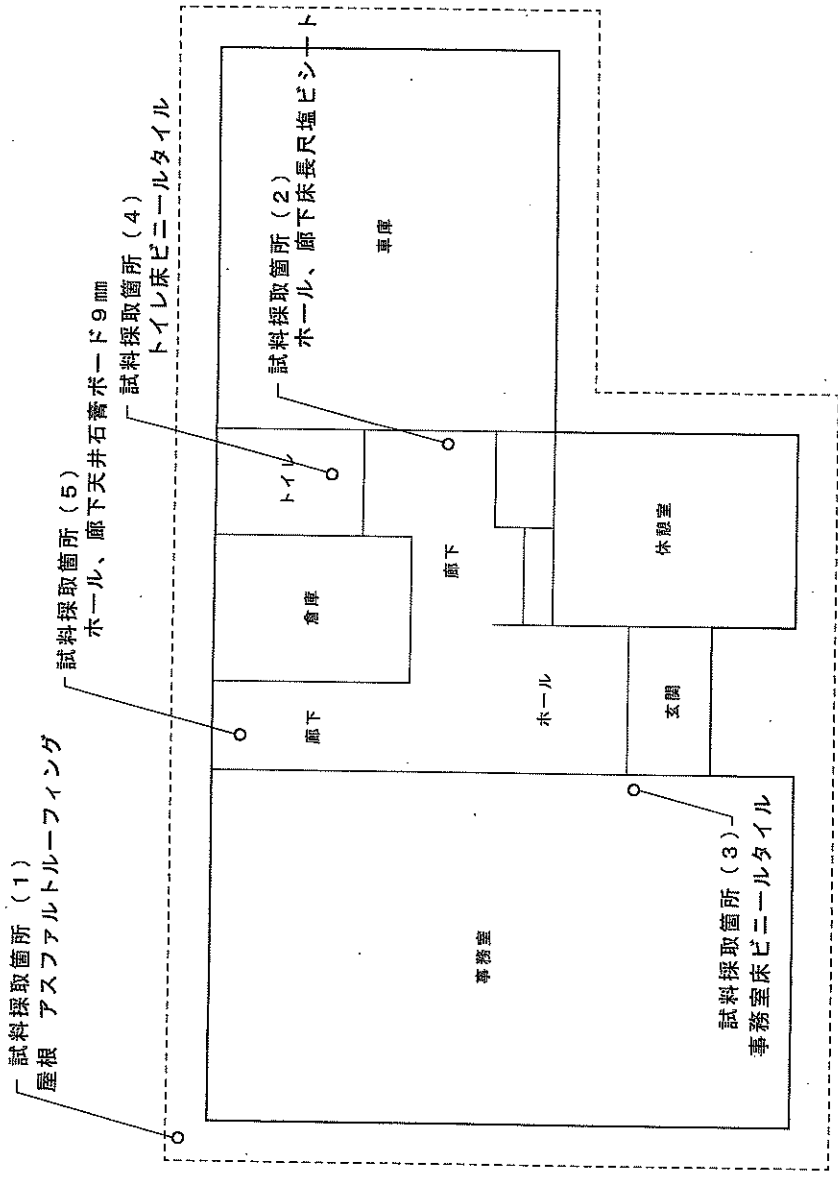 試料採取箇所（1）
屋根　アスファルトルーフィング
試料採取箇所（5）
ホール、廊下天井石膏ボード9㎜
試料採取箇所（4）
トイレ床ビニールタイル
試料採取箇所（2）
ホール、廊下床長尺塩ビシート
試料採取箇所（3）
事務室床ビニールタイル
事務室
廊下
倉庫
トイレ
車庫
廊下
ホール
玄関
休憩室